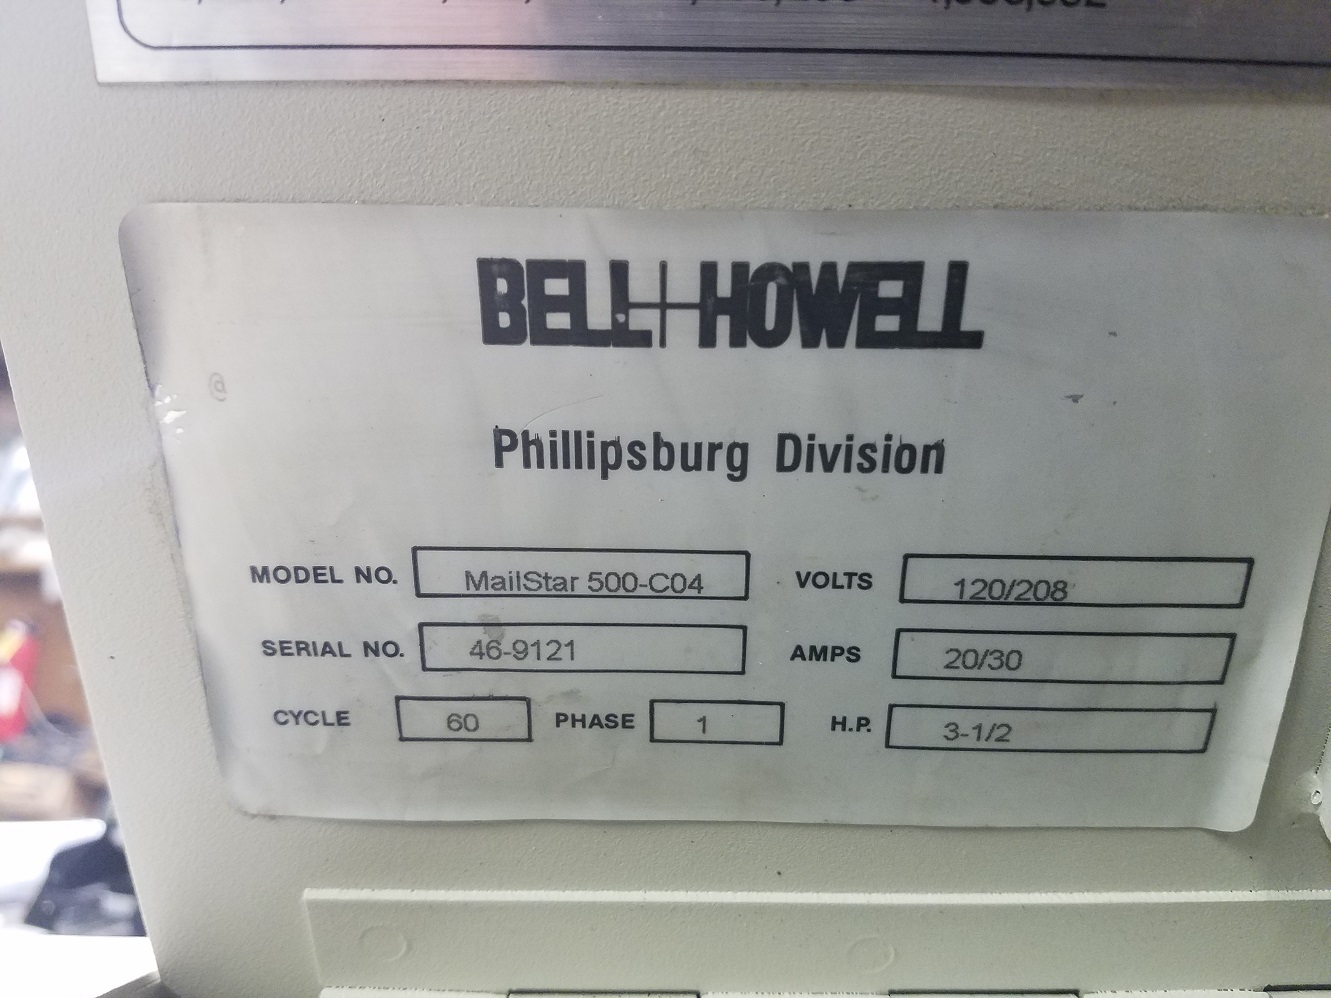 BELL+HOWELL
Phillipsburg Division
MODEL NO. MailStar 500-C04 VOLTS 120/208
SERIAL NO. 46-9121 AMPS 20/30
CYCLE 60 PHASE 1 H.P. 3-1/2